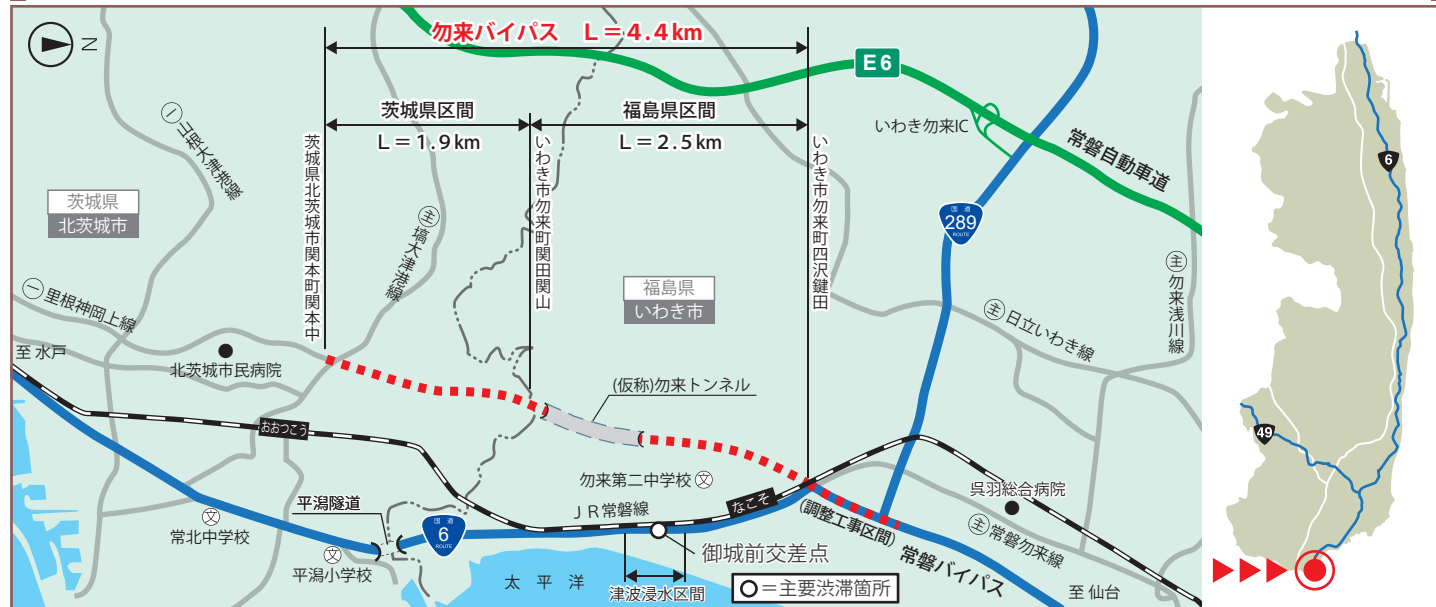 N
勿来バイパス L=4.4km
E6
茨城県区間
L=1.9km
福島県区間
L=2.5km
いわき勿来IC
常磐自動車道
一 山根大津港線
茨城県
北茨城市
茨城県北茨城市関本町関本中
主 塙大津港線
いわき市勿来町関田関山
いわき市勿来町四沢鍵田
国道
289
ROUTE
福島県
いわき市
主 勿来浅川線
主 日立いわき線
一 里根神岡上線
至 水戸
北茨城市民病院
(仮称)勿来トンネル
おおつこう
勿来第二中学校 文
なこそ
JR常磐線
呉羽総合病院
(調整工事区間)
主 常磐勿来線
常磐バイパス
平潟隧道
国道
6
ROUTE
文
常北中学校
文
平潟小学校
御城前交差点
太平洋
津波浸水区間
=主要渋滞箇所
至 仙台
6
49